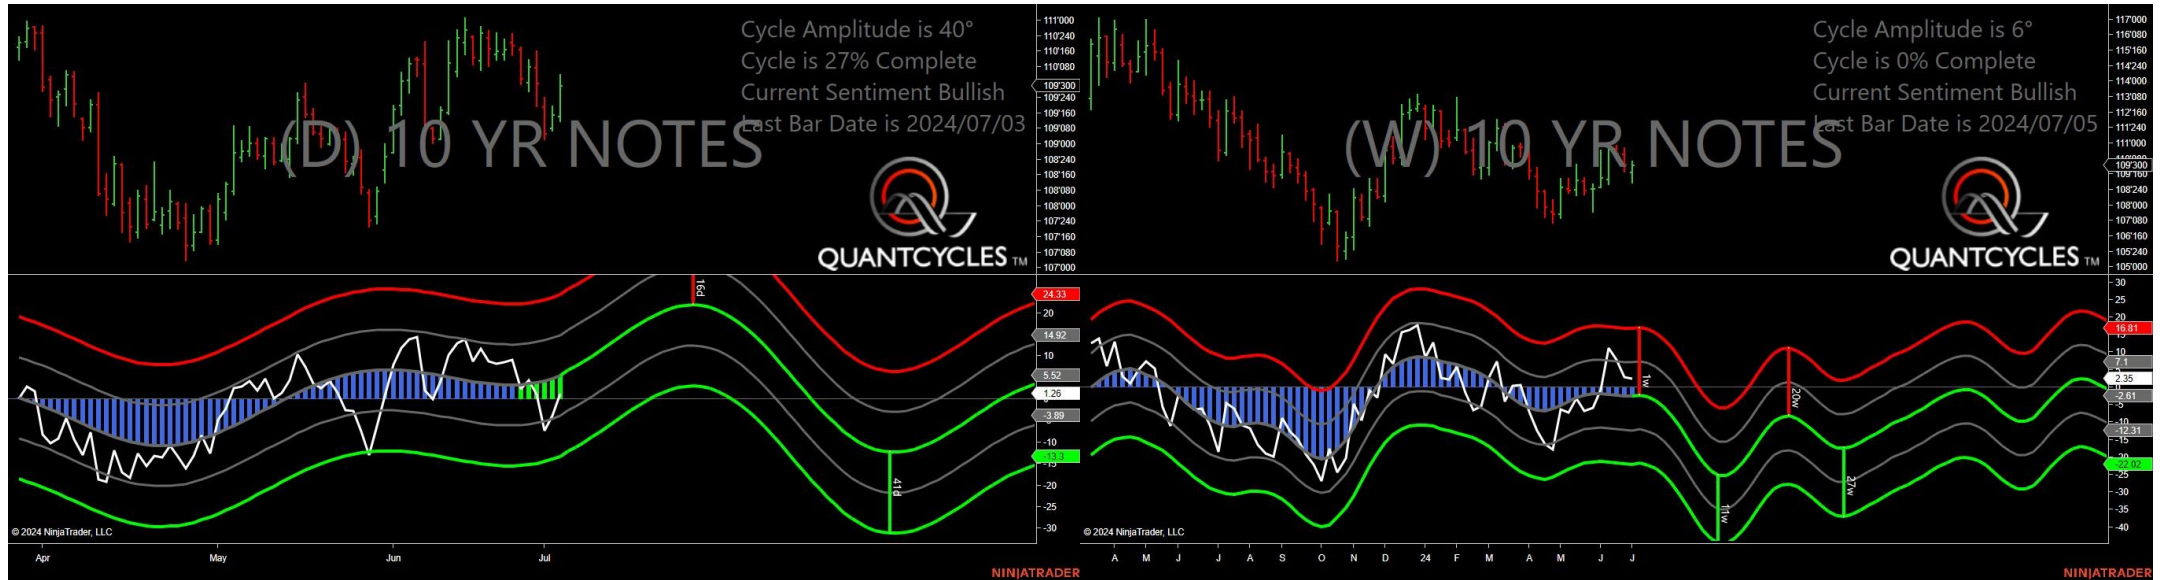 Cycle Amplitude is 40°
Cycle is 27% Complete
Current Sentiment Bullish
Last Bar Date is 2024/07/03
(D) 10 YR NOTES
QUANTCYCLES TM
111'000
110'240
110'160
110'080
109'300
109'240
109'160
109'080
109'000
108'240
108'160
108'080
108'000
107'240
107'160
107'080
107'000
16d
41d
24.33
20
14.92
10
5.52
1.26
-3.89
-10
-13.3
-15
-20
-25
-30
© 2024 NinjaTrader, LLC
Apr
May
Jun
Jul
NINJATRADER
Cycle Amplitude is 6°
Cycle is 0% Complete
Current Sentiment Bullish
Last Bar Date is 2024/07/05
(W) 10 YR NOTES
QUANTCYCLES TM
117'000
116'080
115'160
114'240
114'000
113'080
112'160
111'240
111'000
109'300
109'160
108'240
108'000
107'080
106'160
105'240
105'000
1w
11w
20w
27w
30
25
20
16.81
10
7.1
2.35
-2.61
-5
-12.31
-15
-22.02
-25
-30
-35
-40
© 2024 NinjaTrader, LLC
A M J J A S O N D 24 F M A M J J
NINJATRADER